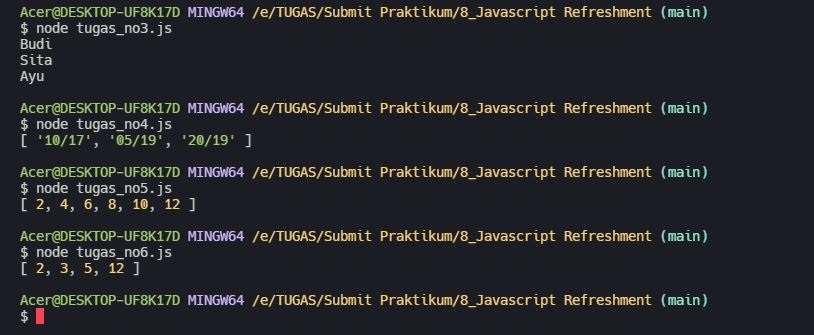 Acer@DESKTOP-UF8K17D MINGW64 /e/TUGAS/Submit Praktikum/8_Javascript Refreshment (main)
$ node tugas_no3.js
Budi
Sita
Ayu
Acer@DESKTOP-UF8K17D MINGW64 /e/TUGAS/Submit Praktikum/8_Javascript Refreshment (main)
$ node tugas_no4.js
[ '10/17', '05/19', '20/19' ]
Acer@DESKTOP-UF8K17D MINGW64 /e/TUGAS/Submit Praktikum/8_Javascript Refreshment (main)
$ node tugas_no5.js
[ 2, 4, 6, 8, 10, 12 ]
Acer@DESKTOP-UF8K17D MINGW64 /e/TUGAS/Submit Praktikum/8_Javascript Refreshment (main)
$ node tugas_no6.js
[ 2, 3, 5, 12 ]
Acer@DESKTOP-UF8K17D MINGW64 /e/TUGAS/Submit Praktikum/8_Javascript Refreshment (main)
$